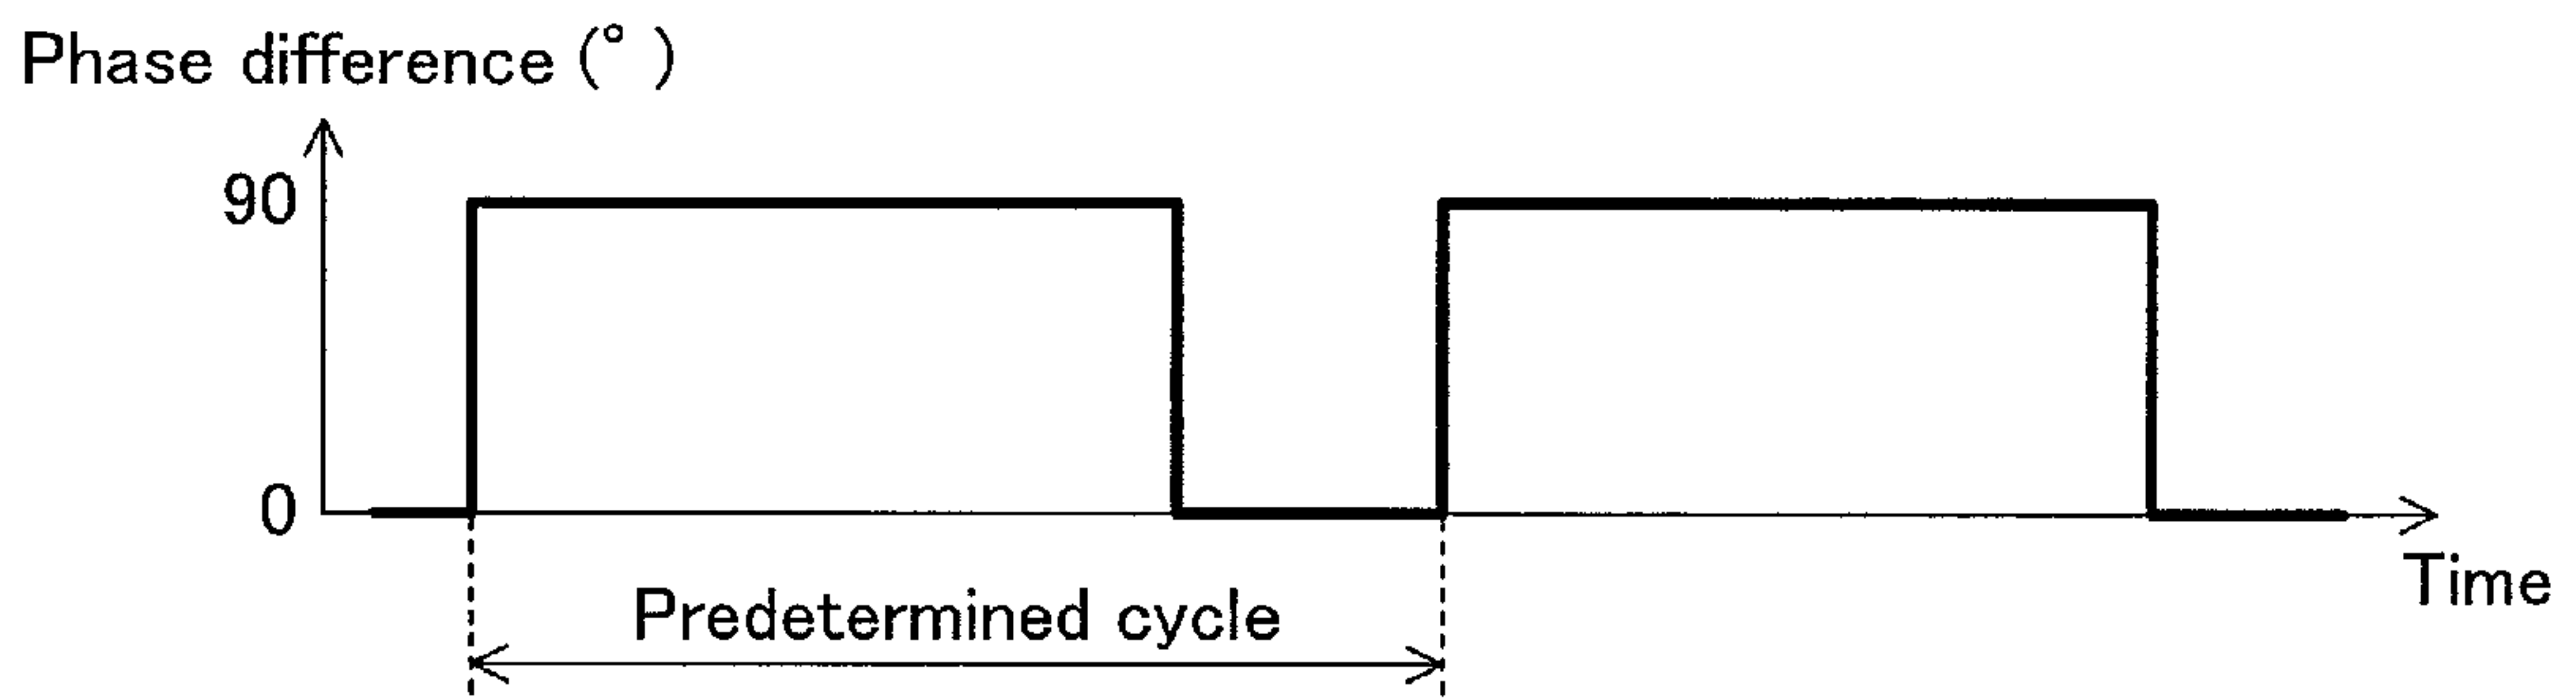 Phase difference (° )
90
0
Time
Predetermined cycle